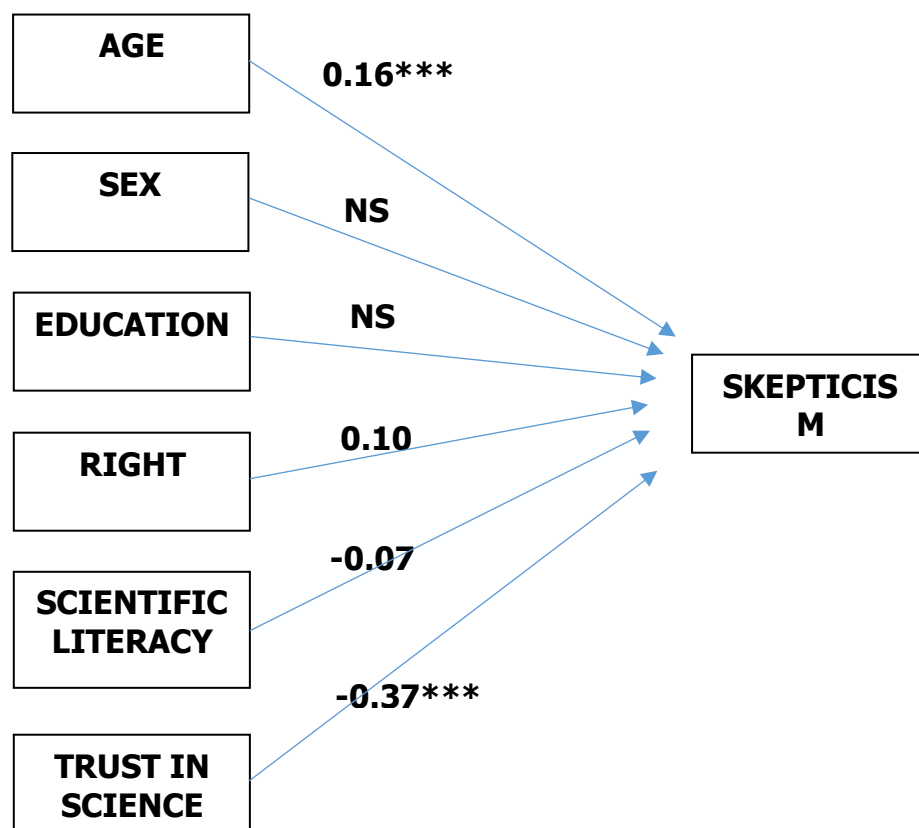 AGE
0.16***
SEX
NS
EDUCATION
NS
SKEPTICIS
M
RIGHT
0.10
SCIENTIFIC
LITERACY
-0.07
TRUST IN
SCIENCE
-0.37***